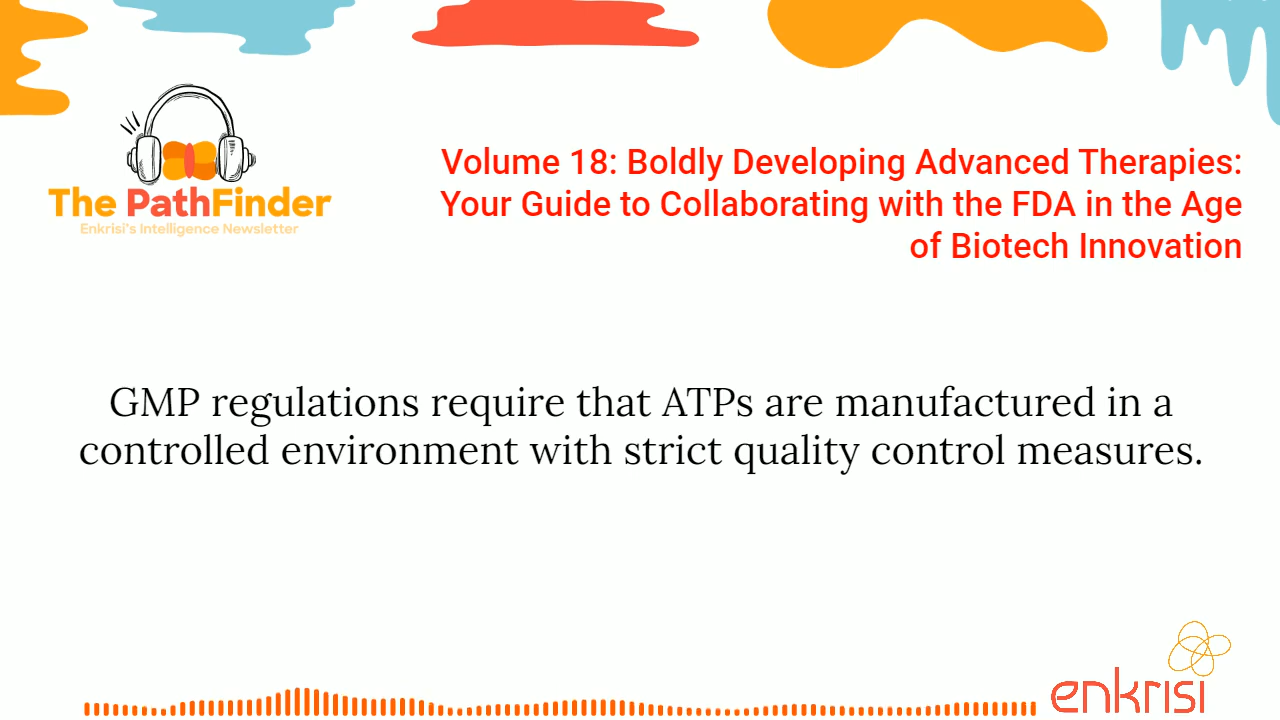 The PathFinder
Enkrisi's Intelligence Newsletter
Volume 18: Boldly Developing Advanced Therapies:
Your Guide to Collaborating with the FDA in the Age
of Biotech Innovation
GMP regulations require that ATPs are manufactured in a
controlled environment with strict quality control measures.
enkrisi